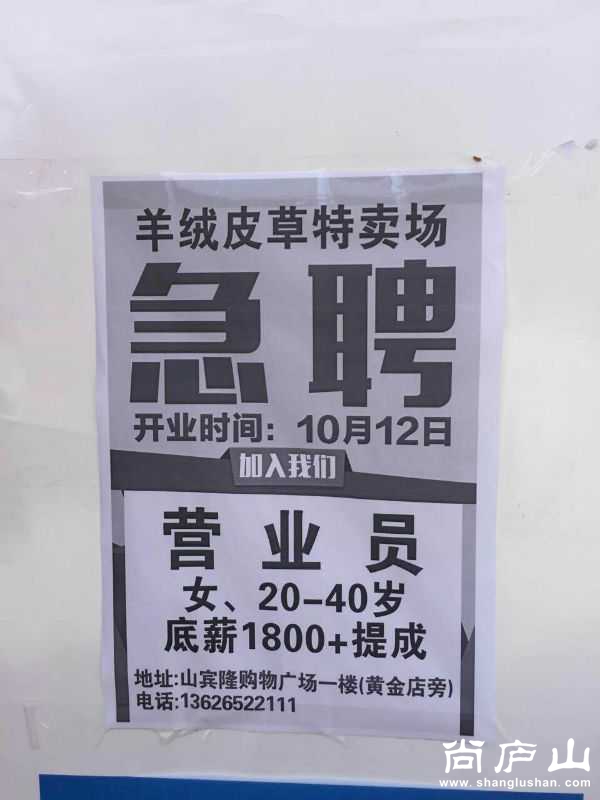 羊绒皮草特卖场
急聘
开业时间：10月12日
加入我们
营业员
女、20-40岁
底薪1800+提成
地址:山宾隆购物广场一楼(黄金店旁)
电话:13626522111
尚庐山
www.shanglushan.com